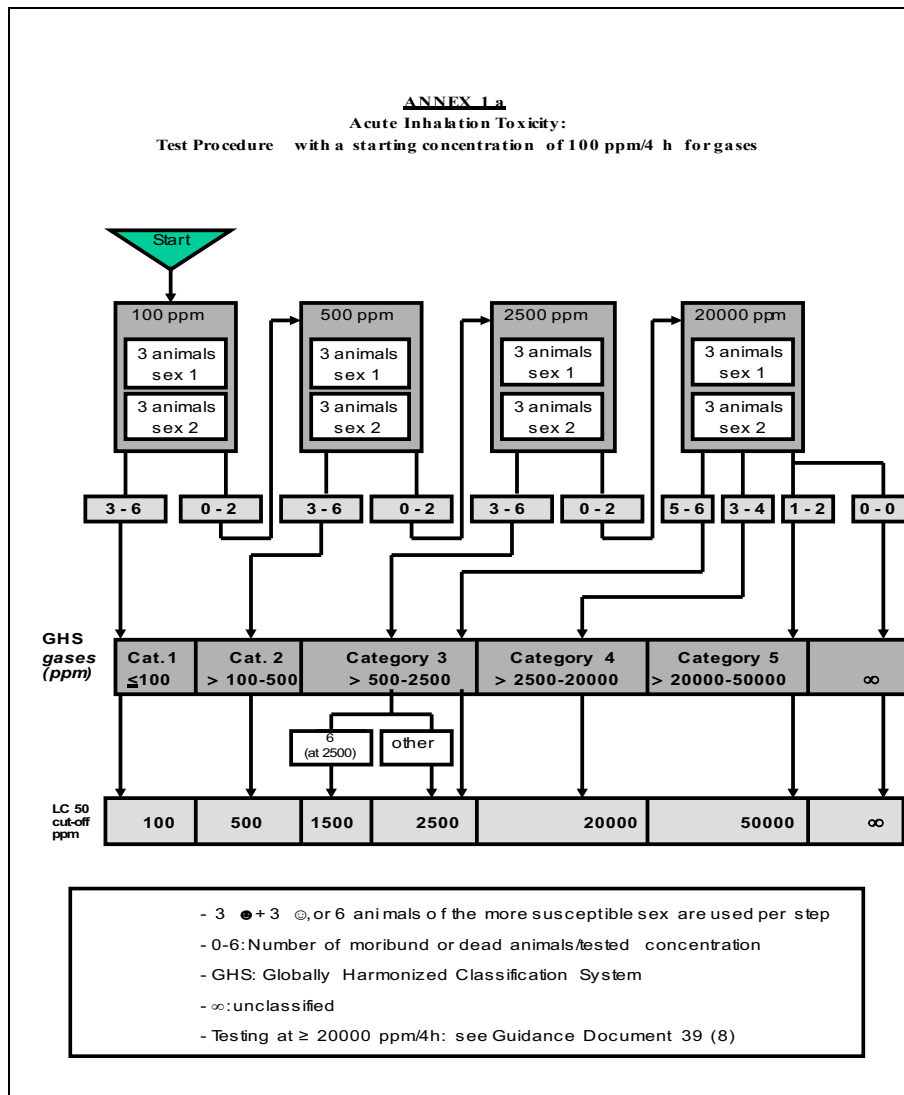 ANNEX 1 a
Acute Inhalation Toxicity:
Test Procedure with a starting concentration of 100 ppm/4 h for gases
Start
100 ppm
500 ppm
2500 ppm
20000 ppm
3 animals
sex 1
3 animals
sex 1
3 animals
sex 1
3 animals
sex 1
3 animals
sex 2
3 animals
sex 2
3 animals
sex 2
3 animals
sex 2
3 - 6
0 - 2
3 - 6
0 - 2
3 - 6
0 - 2
5 - 6
3 - 4
1 - 2
0 - 0
GHS
gases
(ppm)
Cat. 1
≤100
Cat. 2
> 100-500
Category 3
> 500-2500
Category 4
> 2500-20000
Category 5
> 20000-50000
∞
6
(at 2500)
other
LC 50
cut-off
ppm
100
500
1500
2500
20000
50000
∞
- 3 ☻+3 ☺, or 6 animals of the more susceptible sex are used per step
- 0-6: Number of moribund or dead animals/tested concentration
- GHS: Globally Harmonized Classification System
- ∞: unclassified
- Testing at ≥ 20000 ppm/4h: see Guidance Document 39 (8)